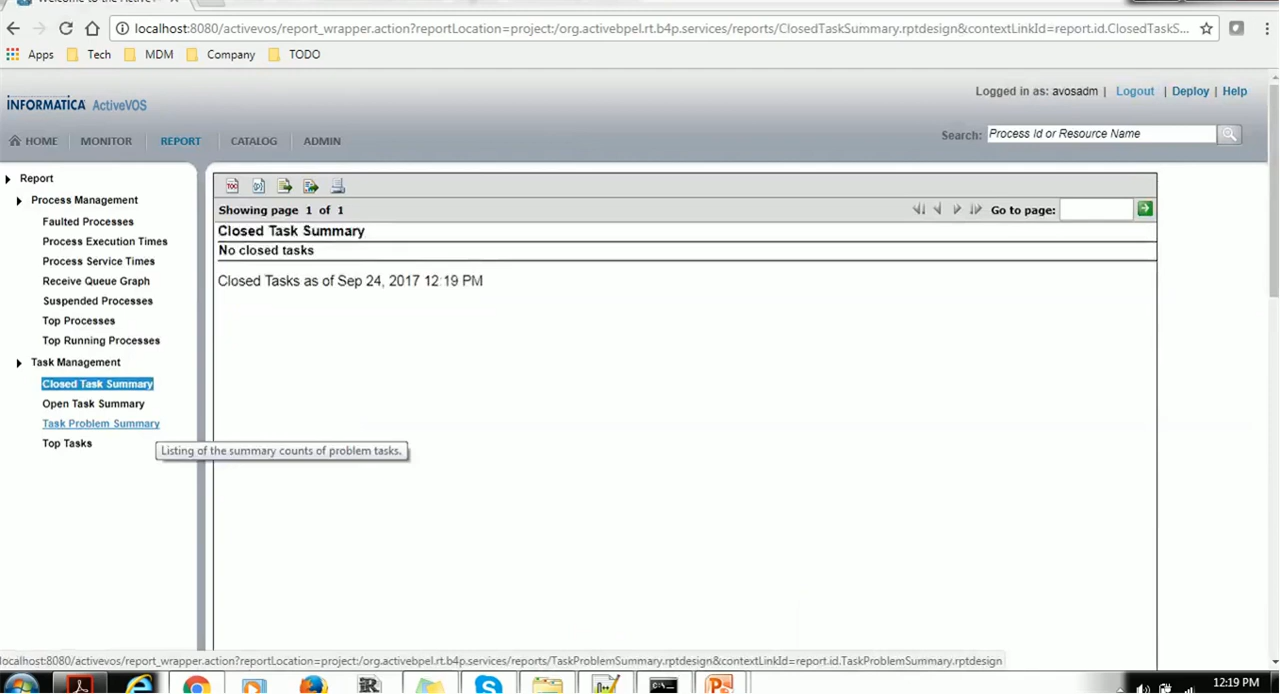 Welcome to the Active
localhost:8080/activevos/report_wrapper.action?reportLocation=project:/org.activebpel.rt.b4p.services/reports/ClosedTaskSummary.rptdesign&contextLinkId=report.id.ClosedTaskS...
Apps Tech MDM Company TODO
Logged in as: avosadm | Logout | Deploy | Help
INFORMATICA ActiveVOS
HOME MONITOR REPORT CATALOG ADMIN
Search: Process Id or Resource Name
Report
Process Management
Faulted Processes
Process Execution Times
Process Service Times
Receive Queue Graph
Suspended Processes
Top Processes
Top Running Processes
Task Management
Closed Task Summary
Open Task Summary
Task Problem Summary
Top Tasks
TOC
Showing page 1 of 1
Go to page:
Closed Task Summary
No closed tasks
Closed Tasks as of Sep 24, 2017 12:19 PM
Listing of the summary counts of problem tasks.
localhost:8080/activevos/report_wrapper.action?reportLocation=project:/org.activebpel.rt.b4p.services/reports/TaskProblemSummary.rptdesign&contextLinkId=report.id.TaskProblemSummary.rptdesign
12:19 PM